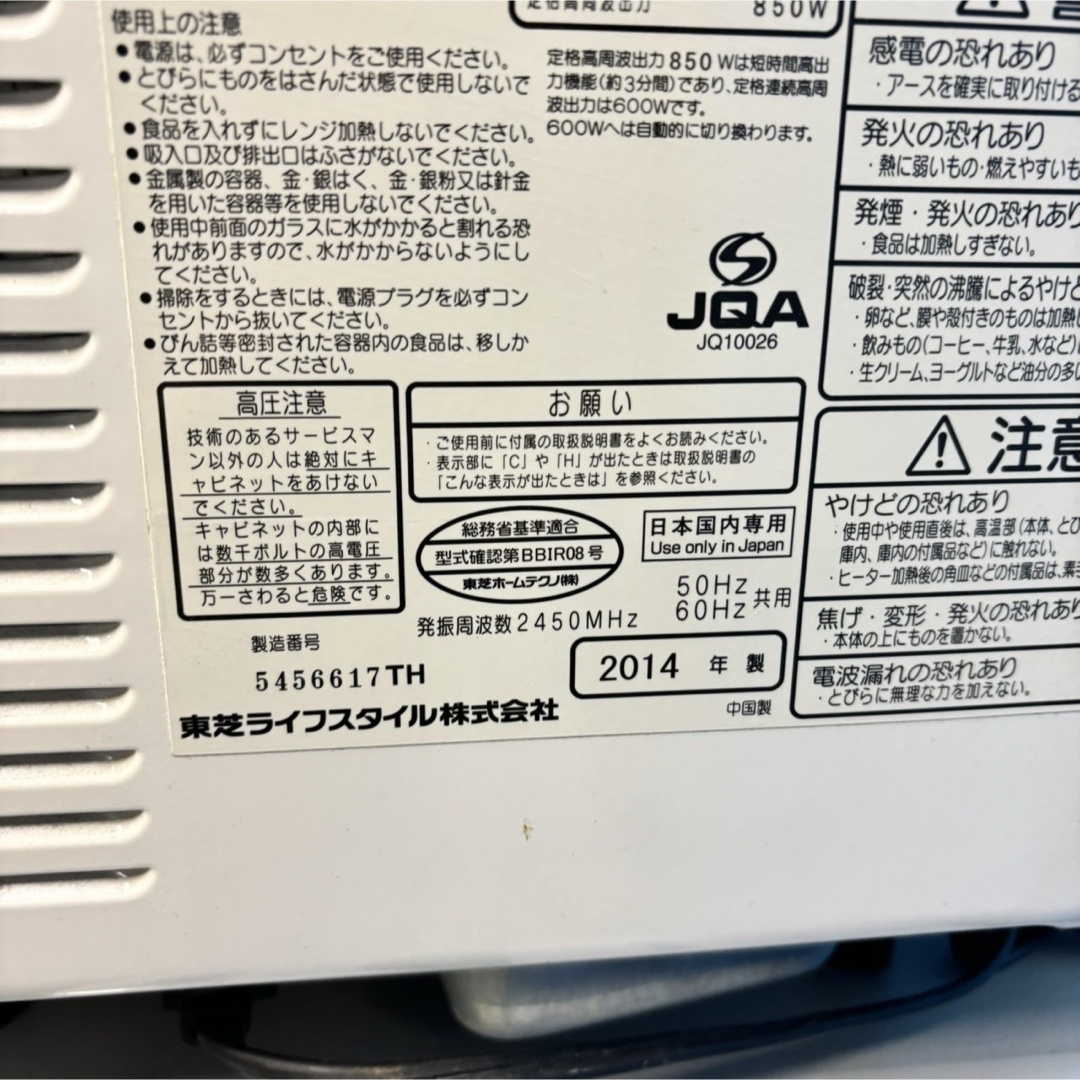 使用上の注意
●電源は、必ずコンセントをご使用ください。
●とびらにものをはさんだ状態で使用しないで
ください。
●食品を入れずにレンジ加熱しないでください。
●吸入口及び排出口はふさがないでください。
●金属製の容器、金・銀はく、金・銀粉又は針金
を用いた容器等を使用しないでください。
●使用中前面のガラスに水がかかると割れる恐
れがありますので、水がかからないようにし
てください。
●掃除をするときには、電源プラグを必ずコン
セントから抜いてください。
●びん詰等密封された容器内の食品は、移しか
えて加熱してください。
定格高周波出力 850W
定格高周波出力850Wは短時間高出
力機能(約3分間)であり、定格連続高周
波出力は600Wです。
600Wへは自動的に切り換わります。
JQA
JQ10026
高圧注意
技術のあるサービスマ
ン以外の人は絶対にキ
ャビネットをあけない
でください。
キャビネットの内部に
は数千ボルトの高電圧
部分が数多くあります。
万一さわると危険です。
お願い
・ご使用前に付属の取扱説明書をよくお読みください。
・表示部に「C」や「H」が出たときは取扱説明書の
「こんな表示が出たときは」を参照ください。
総務省基準適合
型式確認第BBIR08号
東芝ホームテクノ(株)
日本国内専用
Use only in Japan
発振周波数2450MHz
50Hz
60Hz 共用
製造番号
5456617TH
2014 年 製
東芝ライフスタイル株式会社
中国製
感電の恐れあり
・アースを確実に取り付ける
発火の恐れあり
・熱に弱いもの・燃えやすいも
発煙・発火の恐れあり
・食品は加熱しすぎない。
破裂・突然の沸騰によるやけど
・卵など、膜や殻付きのものは加熱し
・飲みもの(コーヒー、牛乳、水など)
・生クリーム、ヨーグルトなど油分の多い
注意
やけどの恐れあり
・使用中や使用直後は、高温部(本体、とび
庫内、庫内の付属品など)に触れない。
・ヒーター加熱後の角皿などの付属品は、素手
焦げ・変形・発火の恐れあり
・本体の上にものを置かない。
電波漏れの恐れあり
・とびらに無理な力を加えない。